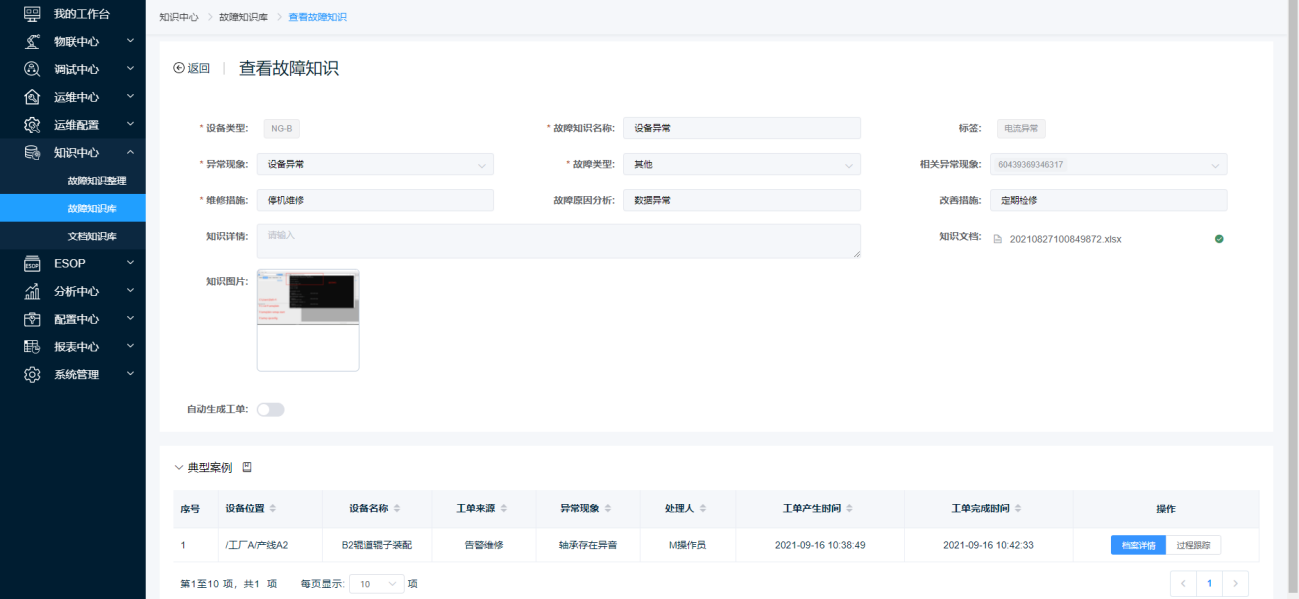 我的工作台
物联中心
调试中心
运维中心
运维配置
知识中心
故障知识整理
故障知识库
文档知识库
ESOP
分析中心
配置中心
报表中心
系统管理
知识中心 > 故障知识库 > 查看故障知识
返回 | 查看故障知识
* 设备类型: NG-B * 故障知识名称: 设备异常 标签: 电流异常
* 异常现象: 设备异常 * 故障类型: 其他 相关异常现象: 60439369346317
* 维修措施: 停机维修 故障原因分析: 数据异常 改善措施: 定期检修
知识详情: 请输入 知识文档: 20210827100849872.xlsx
知识图片:
自动生成工单:
典型案例
序号 设备位置 设备名称 工单来源 异常现象 处理人 工单产生时间 工单完成时间 操作
1 /工厂A/产线A2 B2辊道辊子装配 告警维修 轴承存在异音 M操作员 2021-09-16 10:38:49 2021-09-16 10:42:33 档案详情 过程跟踪
第1至10 项, 共1 项 每页显示: 10 项 < 1 >